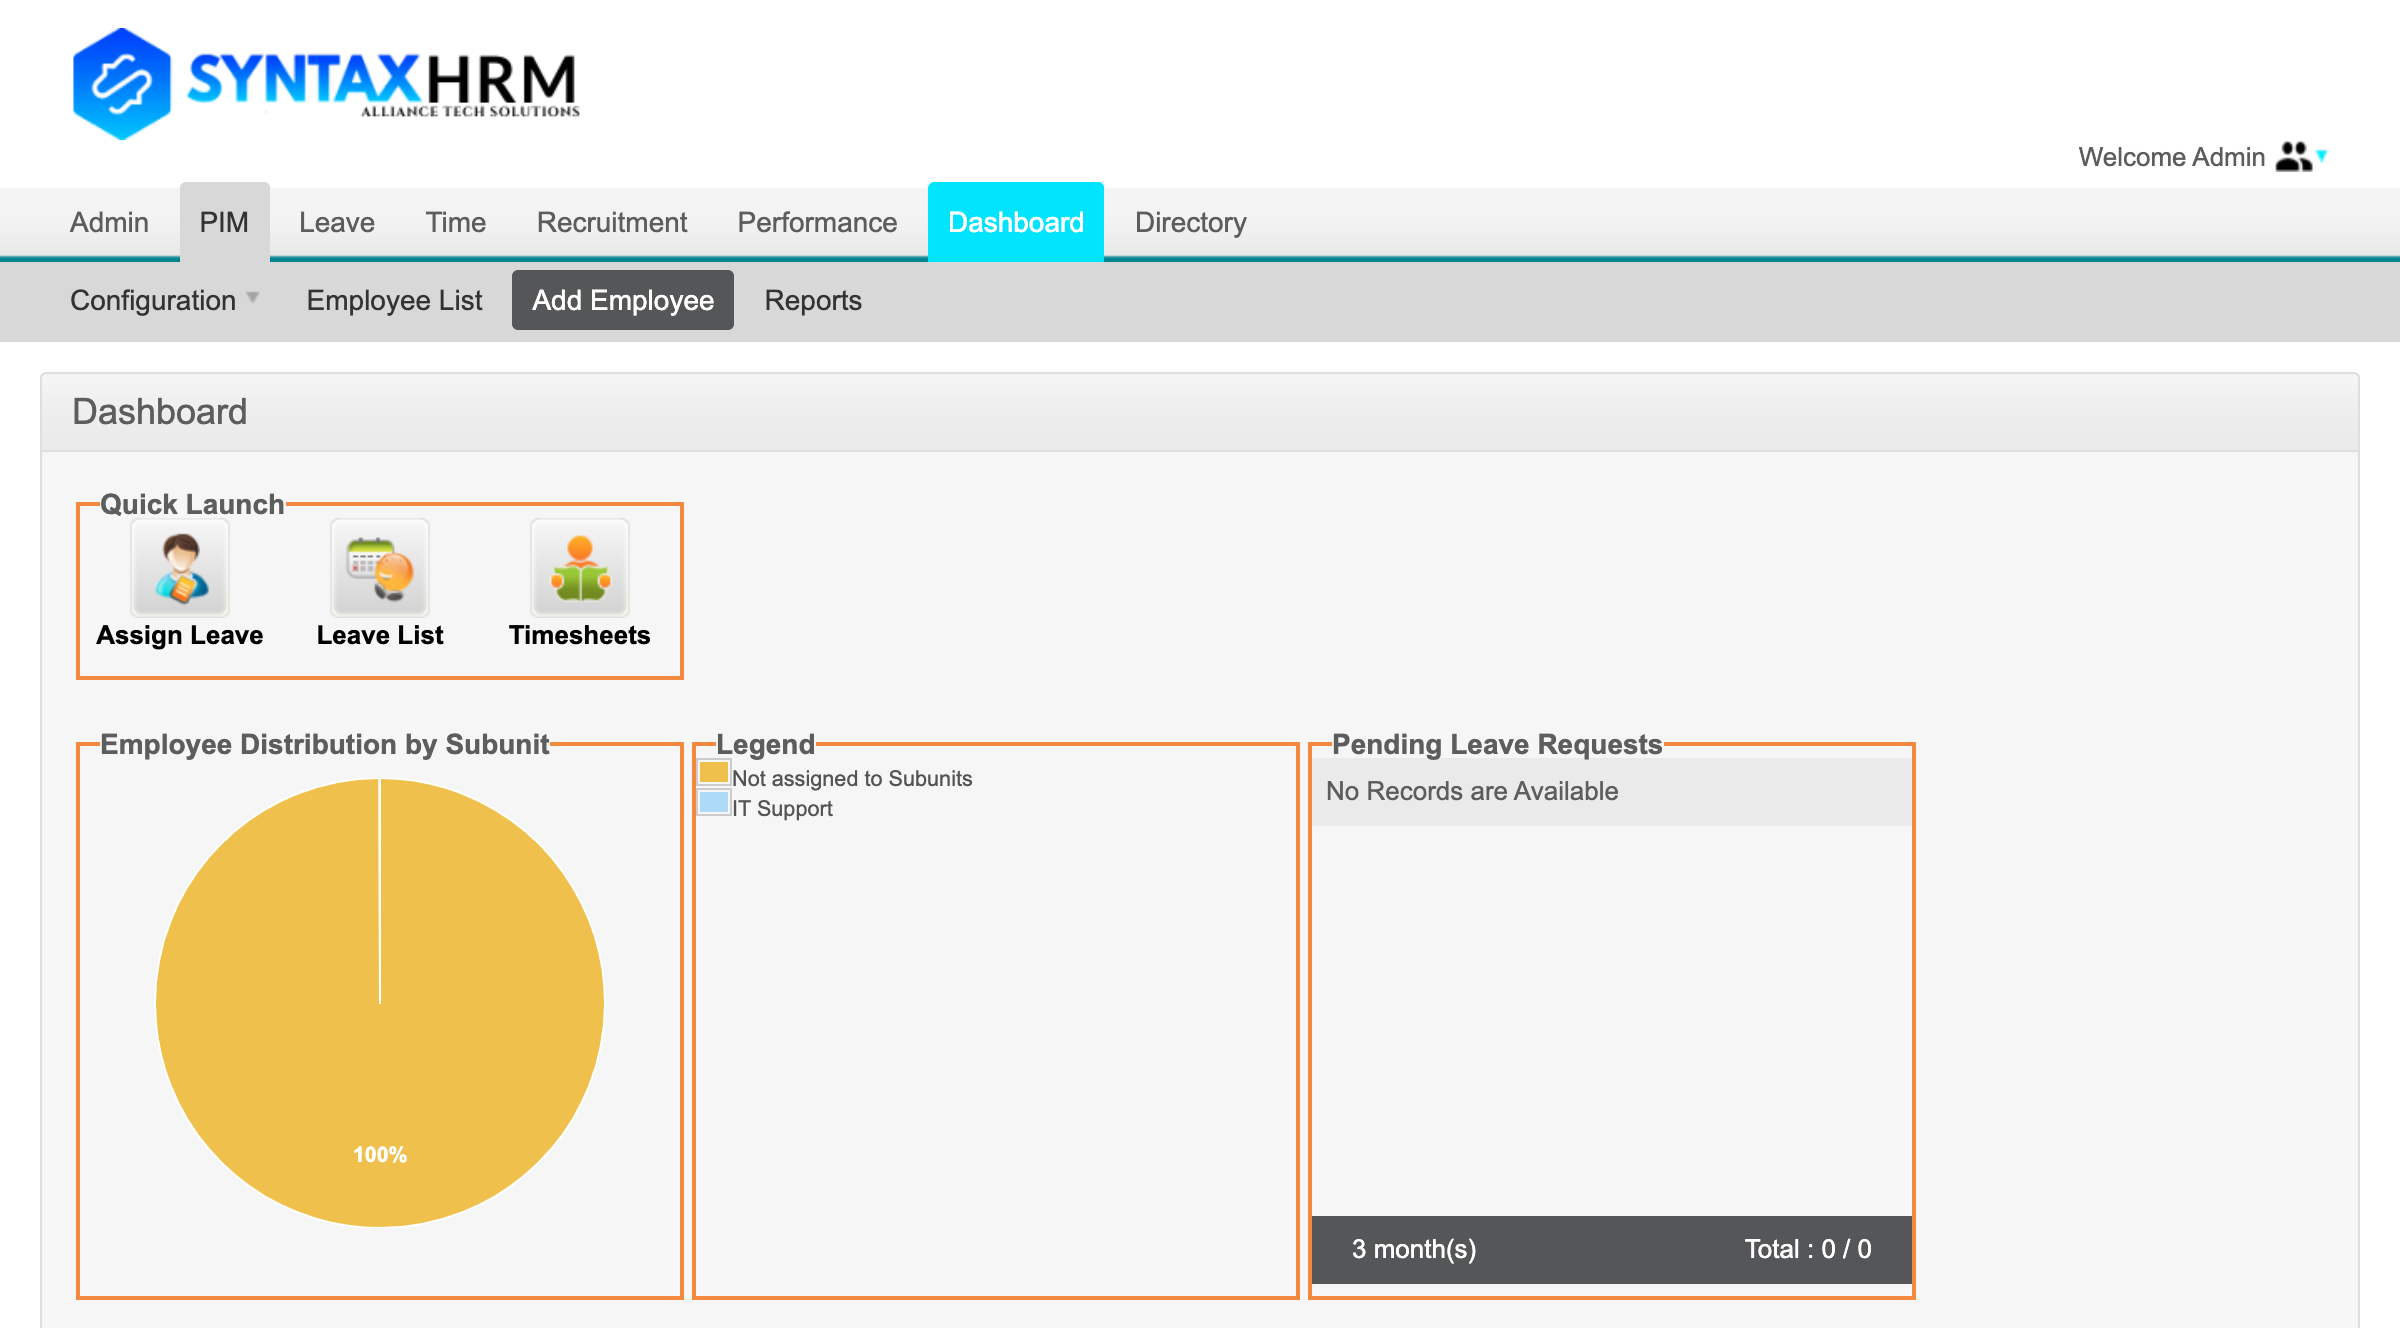 SYNTAXHRM
ALLIANCE TECH SOLUTIONS
Welcome Admin
Admin PIM Leave Time Recruitment Performance Dashboard Directory
Configuration Employee List Add Employee Reports
Dashboard
Quick Launch
Assign Leave Leave List Timesheets
Employee Distribution by Subunit
100%
Legend
Not assigned to Subunits
IT Support
Pending Leave Requests
No Records are Available
3 month(s) Total : 0 / 0